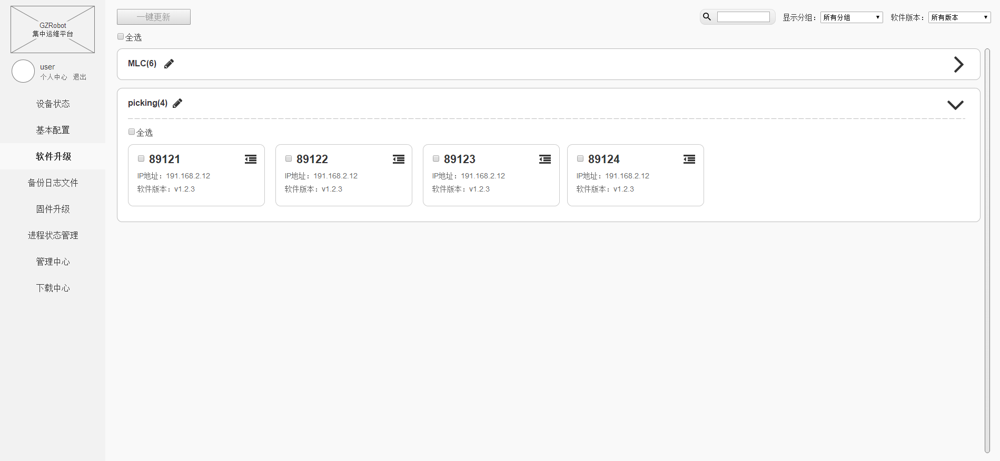 GZRobot
集中运维平台
user
个人中心 退出
设备状态
基本配置
软件升级
备份日志文件
固件升级
进程状态管理
管理中心
下载中心
一键更新
显示分组： 所有分组 软件版本： 所有版本
全选
MLC(6)
picking(4)
全选
89121
IP地址：191.168.2.12
软件版本：v1.2.3
89122
IP地址：191.168.2.12
软件版本：v1.2.3
89123
IP地址：191.168.2.12
软件版本：v1.2.3
89124
IP地址：191.168.2.12
软件版本：v1.2.3